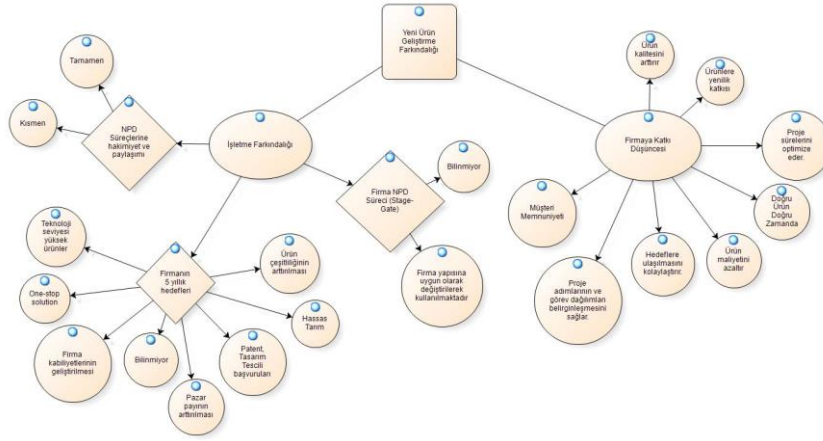 Yeni Ürün
Geliştirme
Farkındalığı
Tamamen
Kısmen
NPD
Süreçlerine
hakimiyet ve
paylaşımı
İşletme Farkındalığı
Firma NPD
Süreci (Stage-
Gate)
Bilinmiyor
Firma yapısına
uygun olarak
değiştirilerek
kullanılmaktadır
Teknoloji
seviyesi
yüksek
ürünler
One-stop
solution
Firma
kabiliyetlerinin
geliştirilmesi
Firmanın
5 yıllık
hedefleri
Bilinmiyor
Pazar
payının
arttırılması
Patent,
Tasarım
Tescili
başvuruları
Hassas
Tarım
Ürün
çeşitliliğinin
arttırılması
Ürün
kalitesini
arttırır
Ürünlere
yenilik
katkısı
Firmaya Katkı
Düşüncesi
Proje
sürelerini
optimize
eder.
Müşteri
Memnuniyeti
Proje
adımlarının ve
görev dağılımları
belirginleşmesini
sağlar.
Hedeflere
ulaşılmasını
kolaylaştırır.
Ürün
maliyetini
azaltır
Doğru
Ürün
Doğru
Zamanda